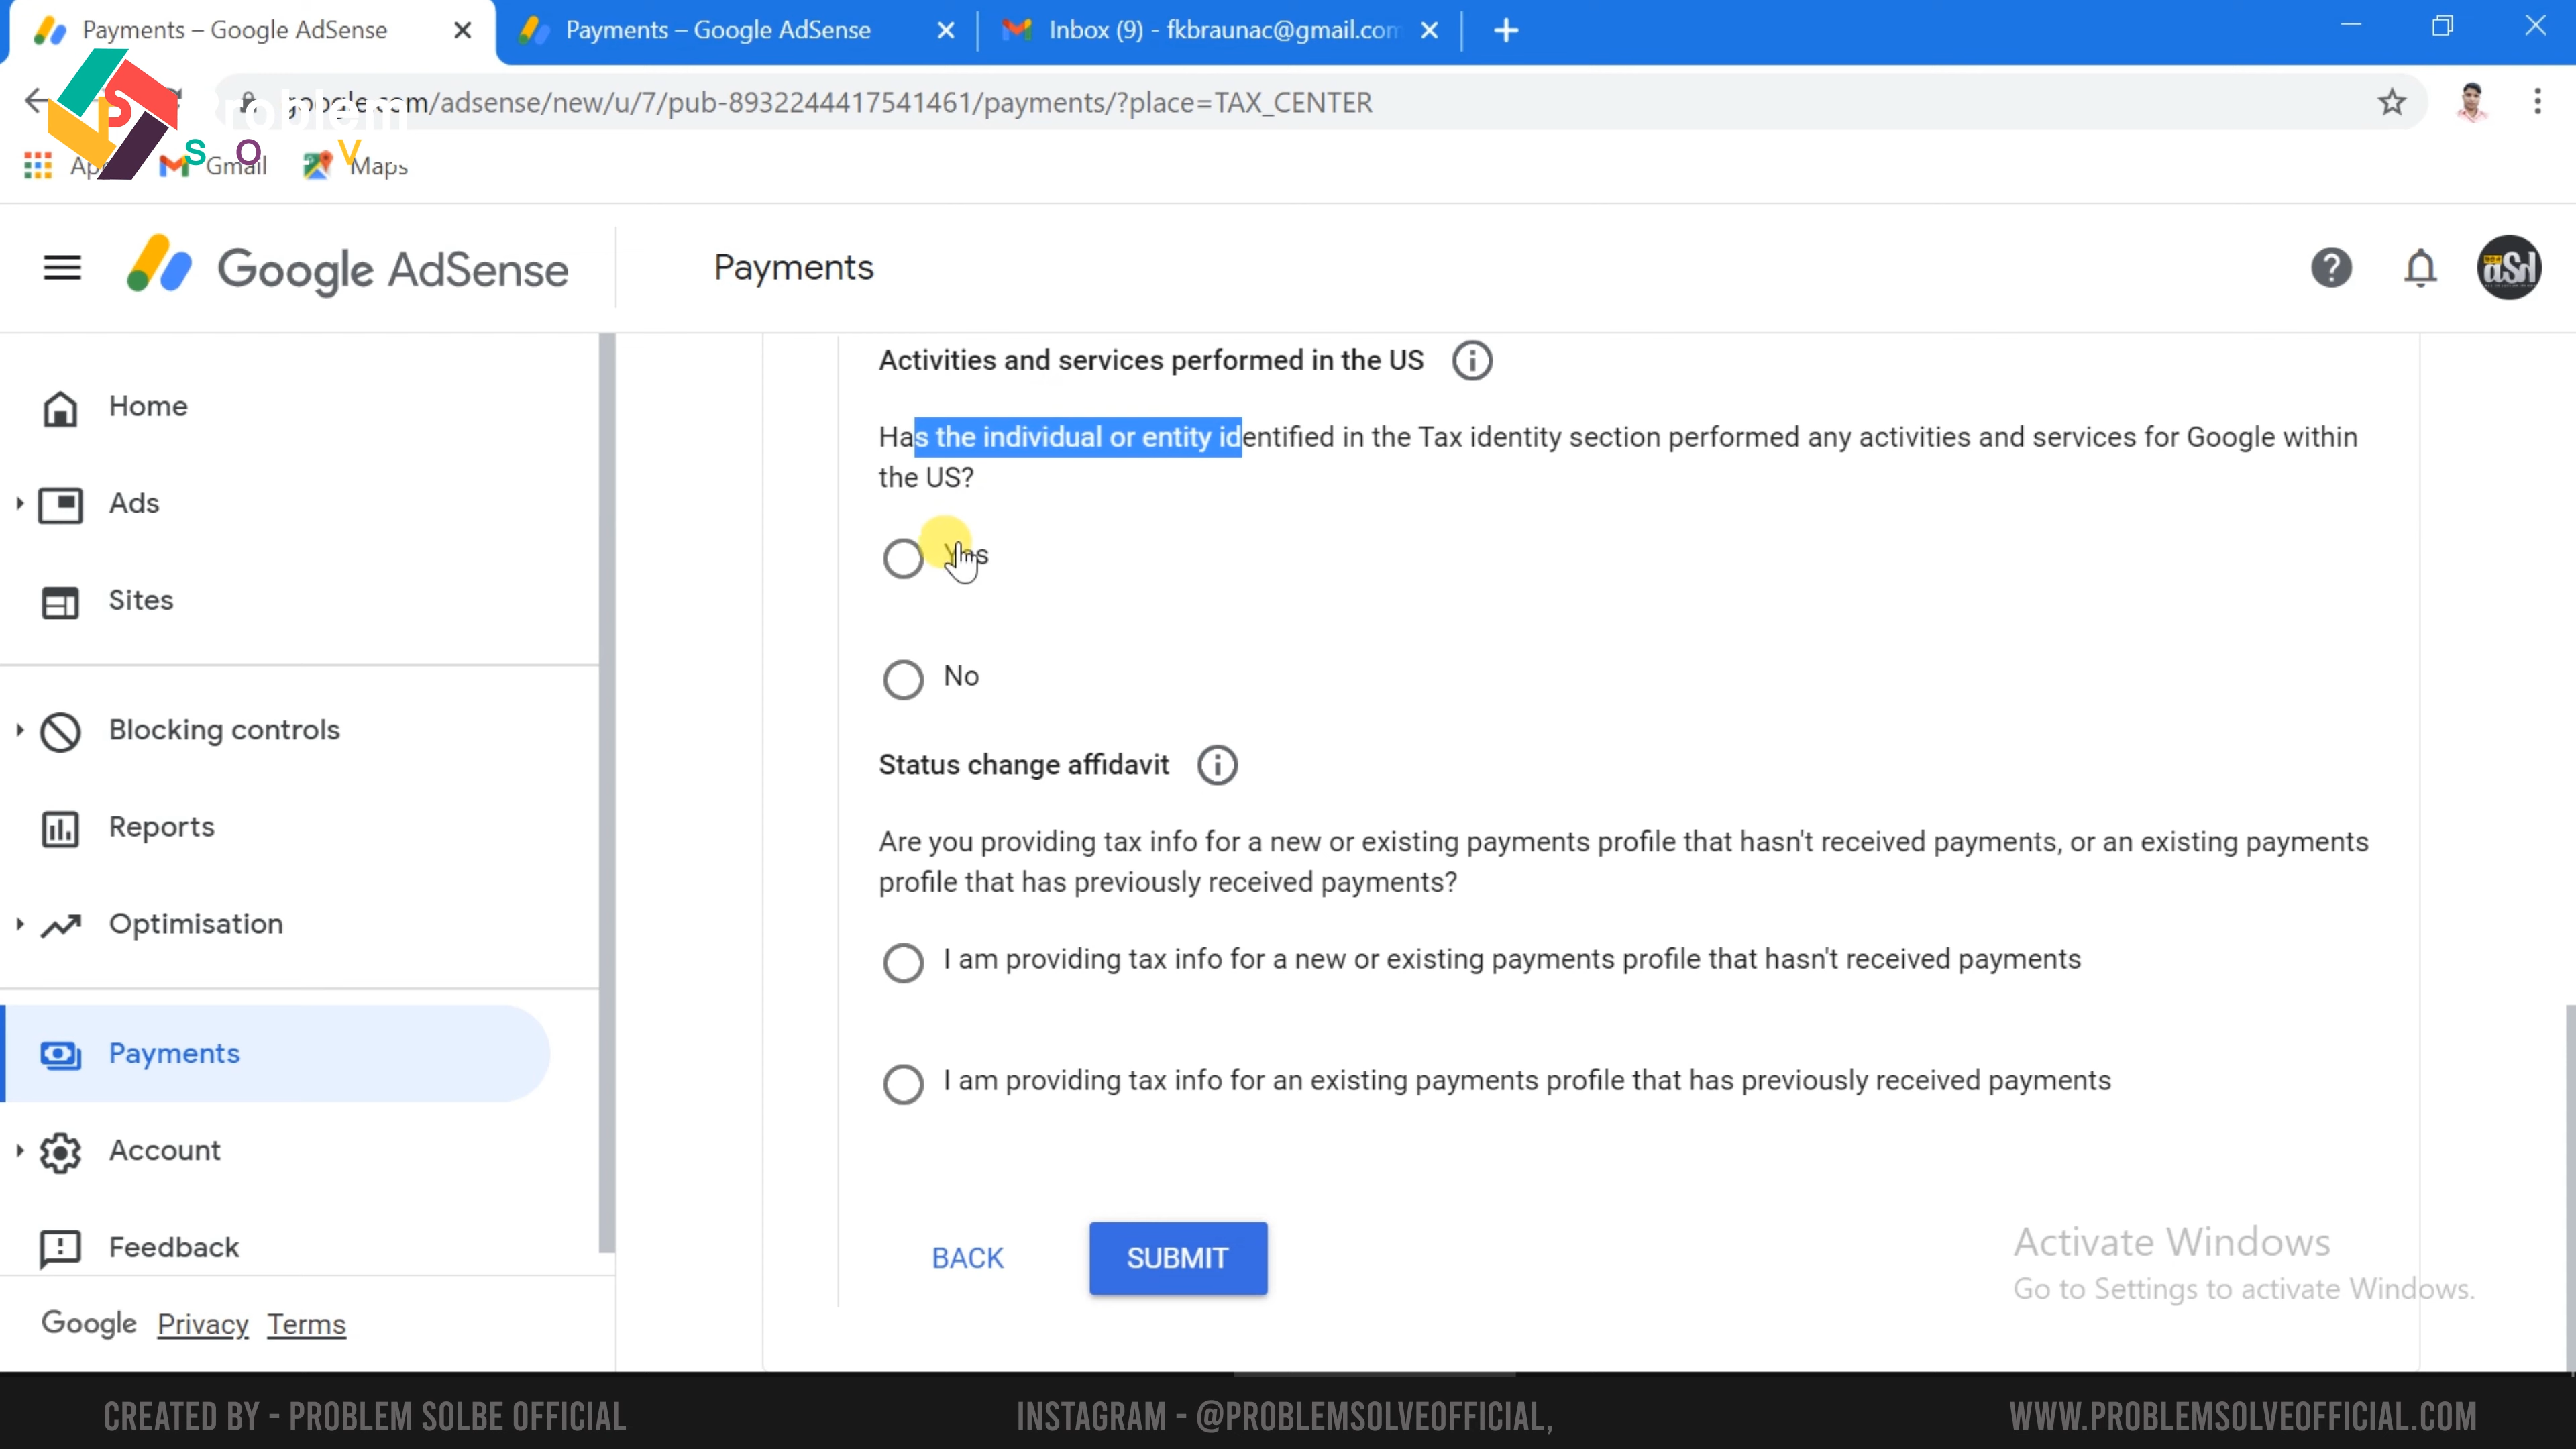 Payments – Google AdSense
Payments – Google AdSense
Inbox (9) - fkbraunac@gmail.com
google.com/adsense/new/u/7/pub-8932244417541461/payments/?place=TAX_CENTER
Problem
S O V
Gmail
Maps
Google AdSense
Payments
aSd
Home
Ads
Sites
Blocking controls
Reports
Optimisation
Payments
Account
Feedback
Google Privacy Terms
Activities and services performed in the US
Has the individual or entity identified in the Tax identity section performed any activities and services for Google within
the US?
Yes
No
Status change affidavit
Are you providing tax info for a new or existing payments profile that hasn't received payments, or an existing payments
profile that has previously received payments?
I am providing tax info for a new or existing payments profile that hasn't received payments
I am providing tax info for an existing payments profile that has previously received payments
BACK
SUBMIT
Activate Windows
Go to Settings to activate Windows.
CREATED BY - PROBLEM SOLBE OFFICIAL
INSTAGRAM - @PROBLEMSOLVEOFFICIAL,
WWW.PROBLEMSOLVEOFFICIAL.COM